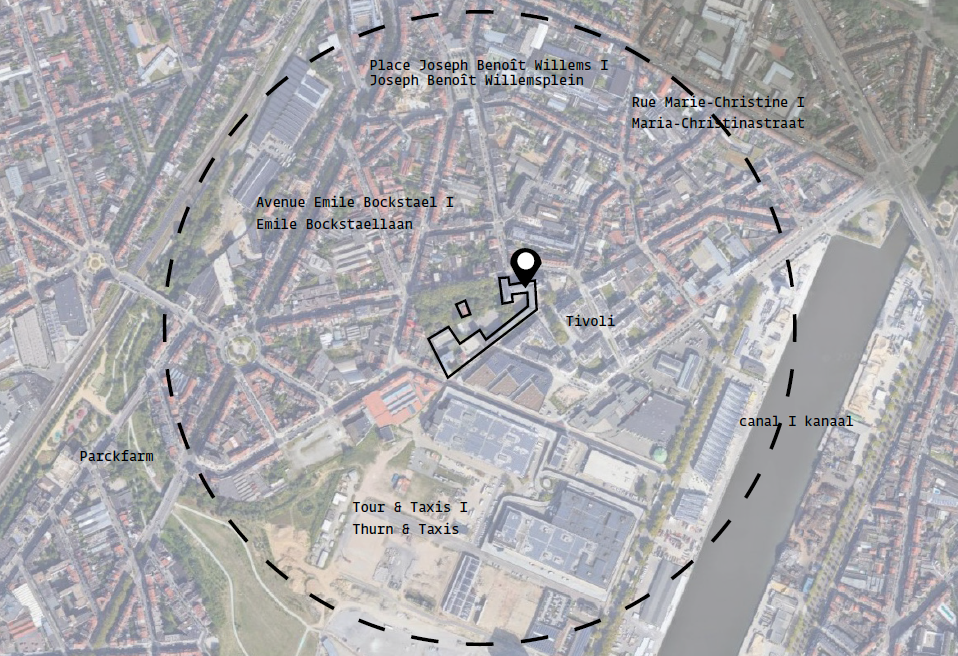 Place Joseph Benoît Willems I
Joseph Benoît Willemsplein
Rue Marie-Christine I
Maria-Christinastraat
Avenue Emile Bockstael I
Emile Bockstaellaan
Tivoli
canal I kanaal
Parckfarm
Tour & Taxis I
Thurn & Taxis